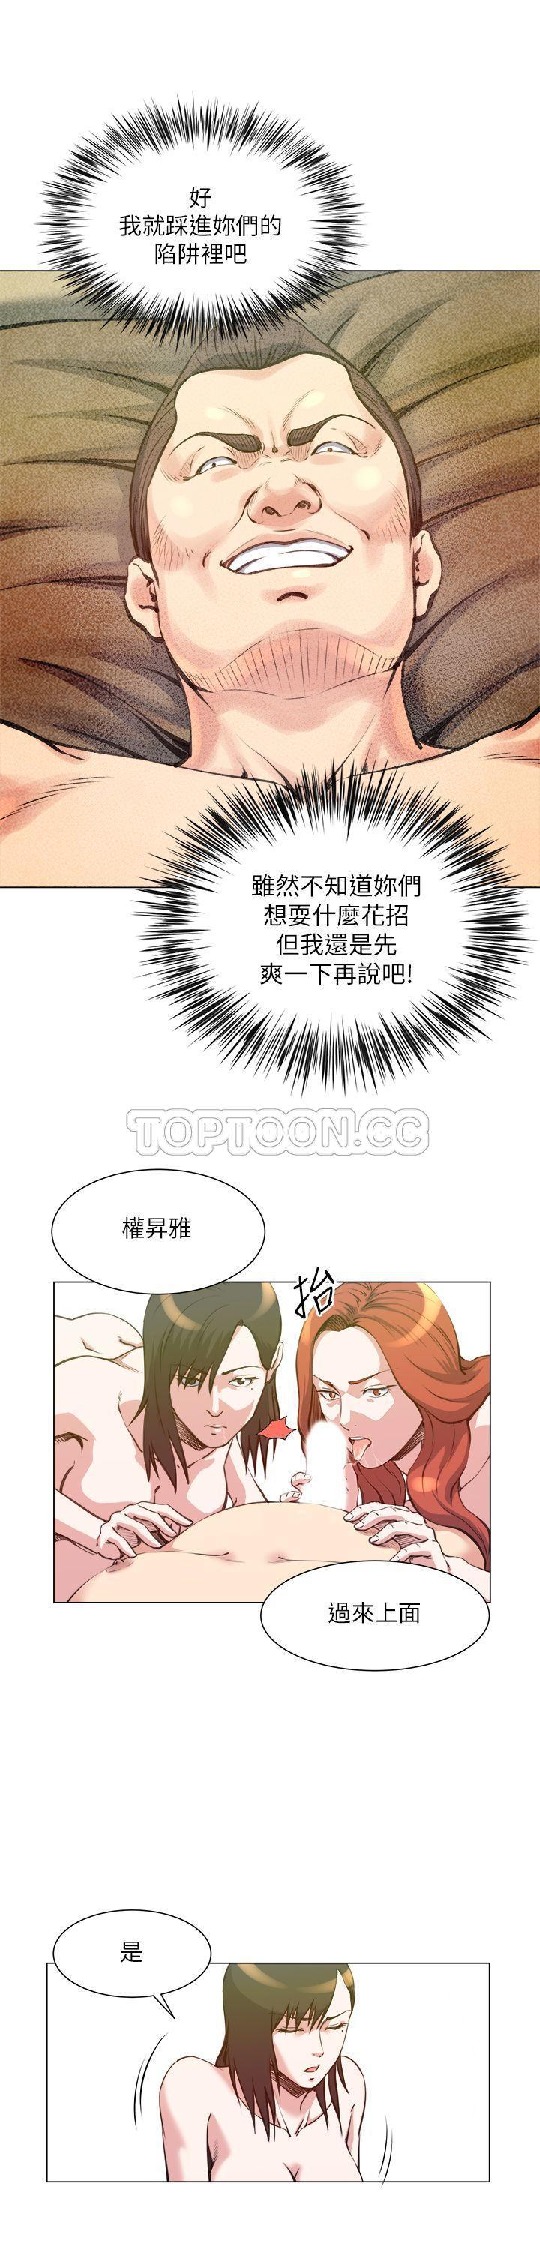 好
我就踩進妳們的
陷阱裡吧
雖然不知道妳們
想耍什麼花招
但我還是先
爽一下再說吧!
TOPTOON.CC
權昇雅
抬
過來上面
是